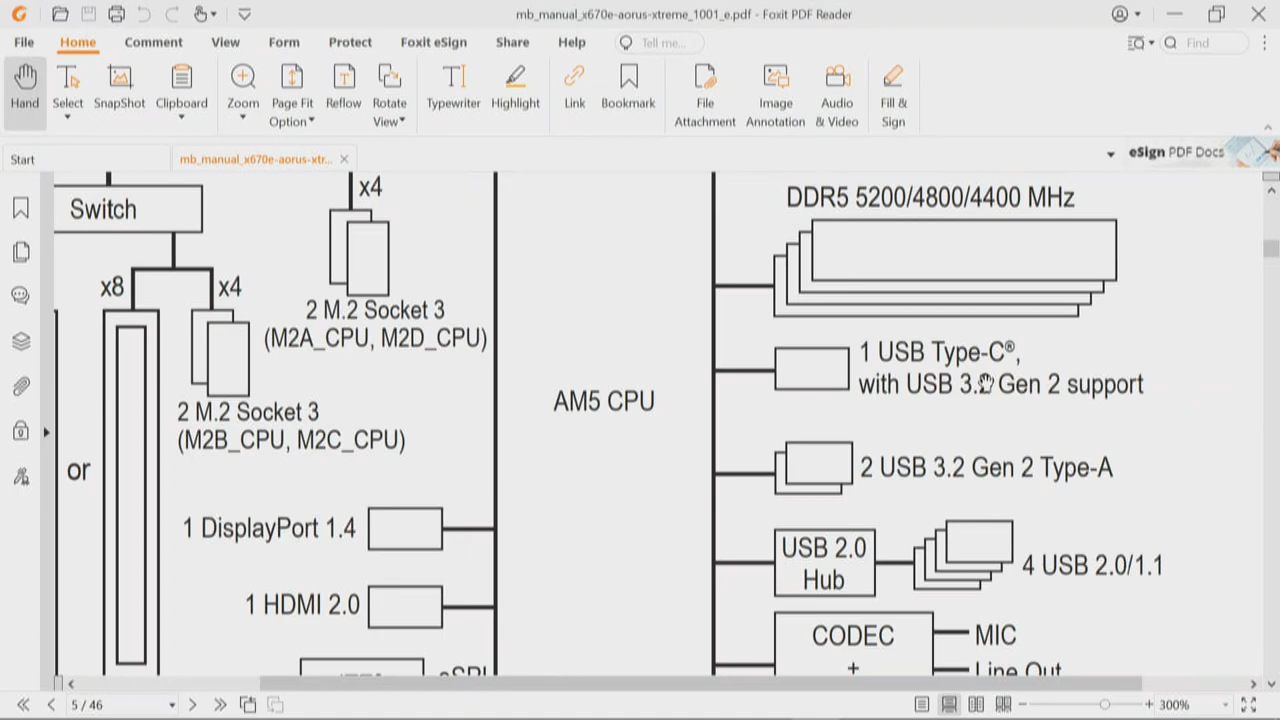 mb_manual_x670e-aorus-xtreme_1001_e.pdf - Foxit PDF Reader
File Home Comment View Form Protect Foxit eSign Share Help Tell me... Find
Hand Select SnapShot Clipboard Zoom Page Fit Option Reflow Rotate View Typewriter Highlight Link Bookmark File Attachment Image Annotation Audio & Video Fill & Sign
Start mb_manual_x670e-aorus-xtr... eSign PDF Docs
x4
DDR5 5200/4800/4400 MHz
Switch
x8 x4
2 M.2 Socket 3
(M2A_CPU, M2D_CPU)
1 USB Type-C®,
with USB 3. Gen 2 support
AM5 CPU
2 M.2 Socket 3
(M2B_CPU, M2C_CPU)
or
2 USB 3.2 Gen 2 Type-A
1 DisplayPort 1.4
USB 2.0
Hub
4 USB 2.0/1.1
1 HDMI 2.0
CODEC
+
MIC
Line Out
5 / 46 300%